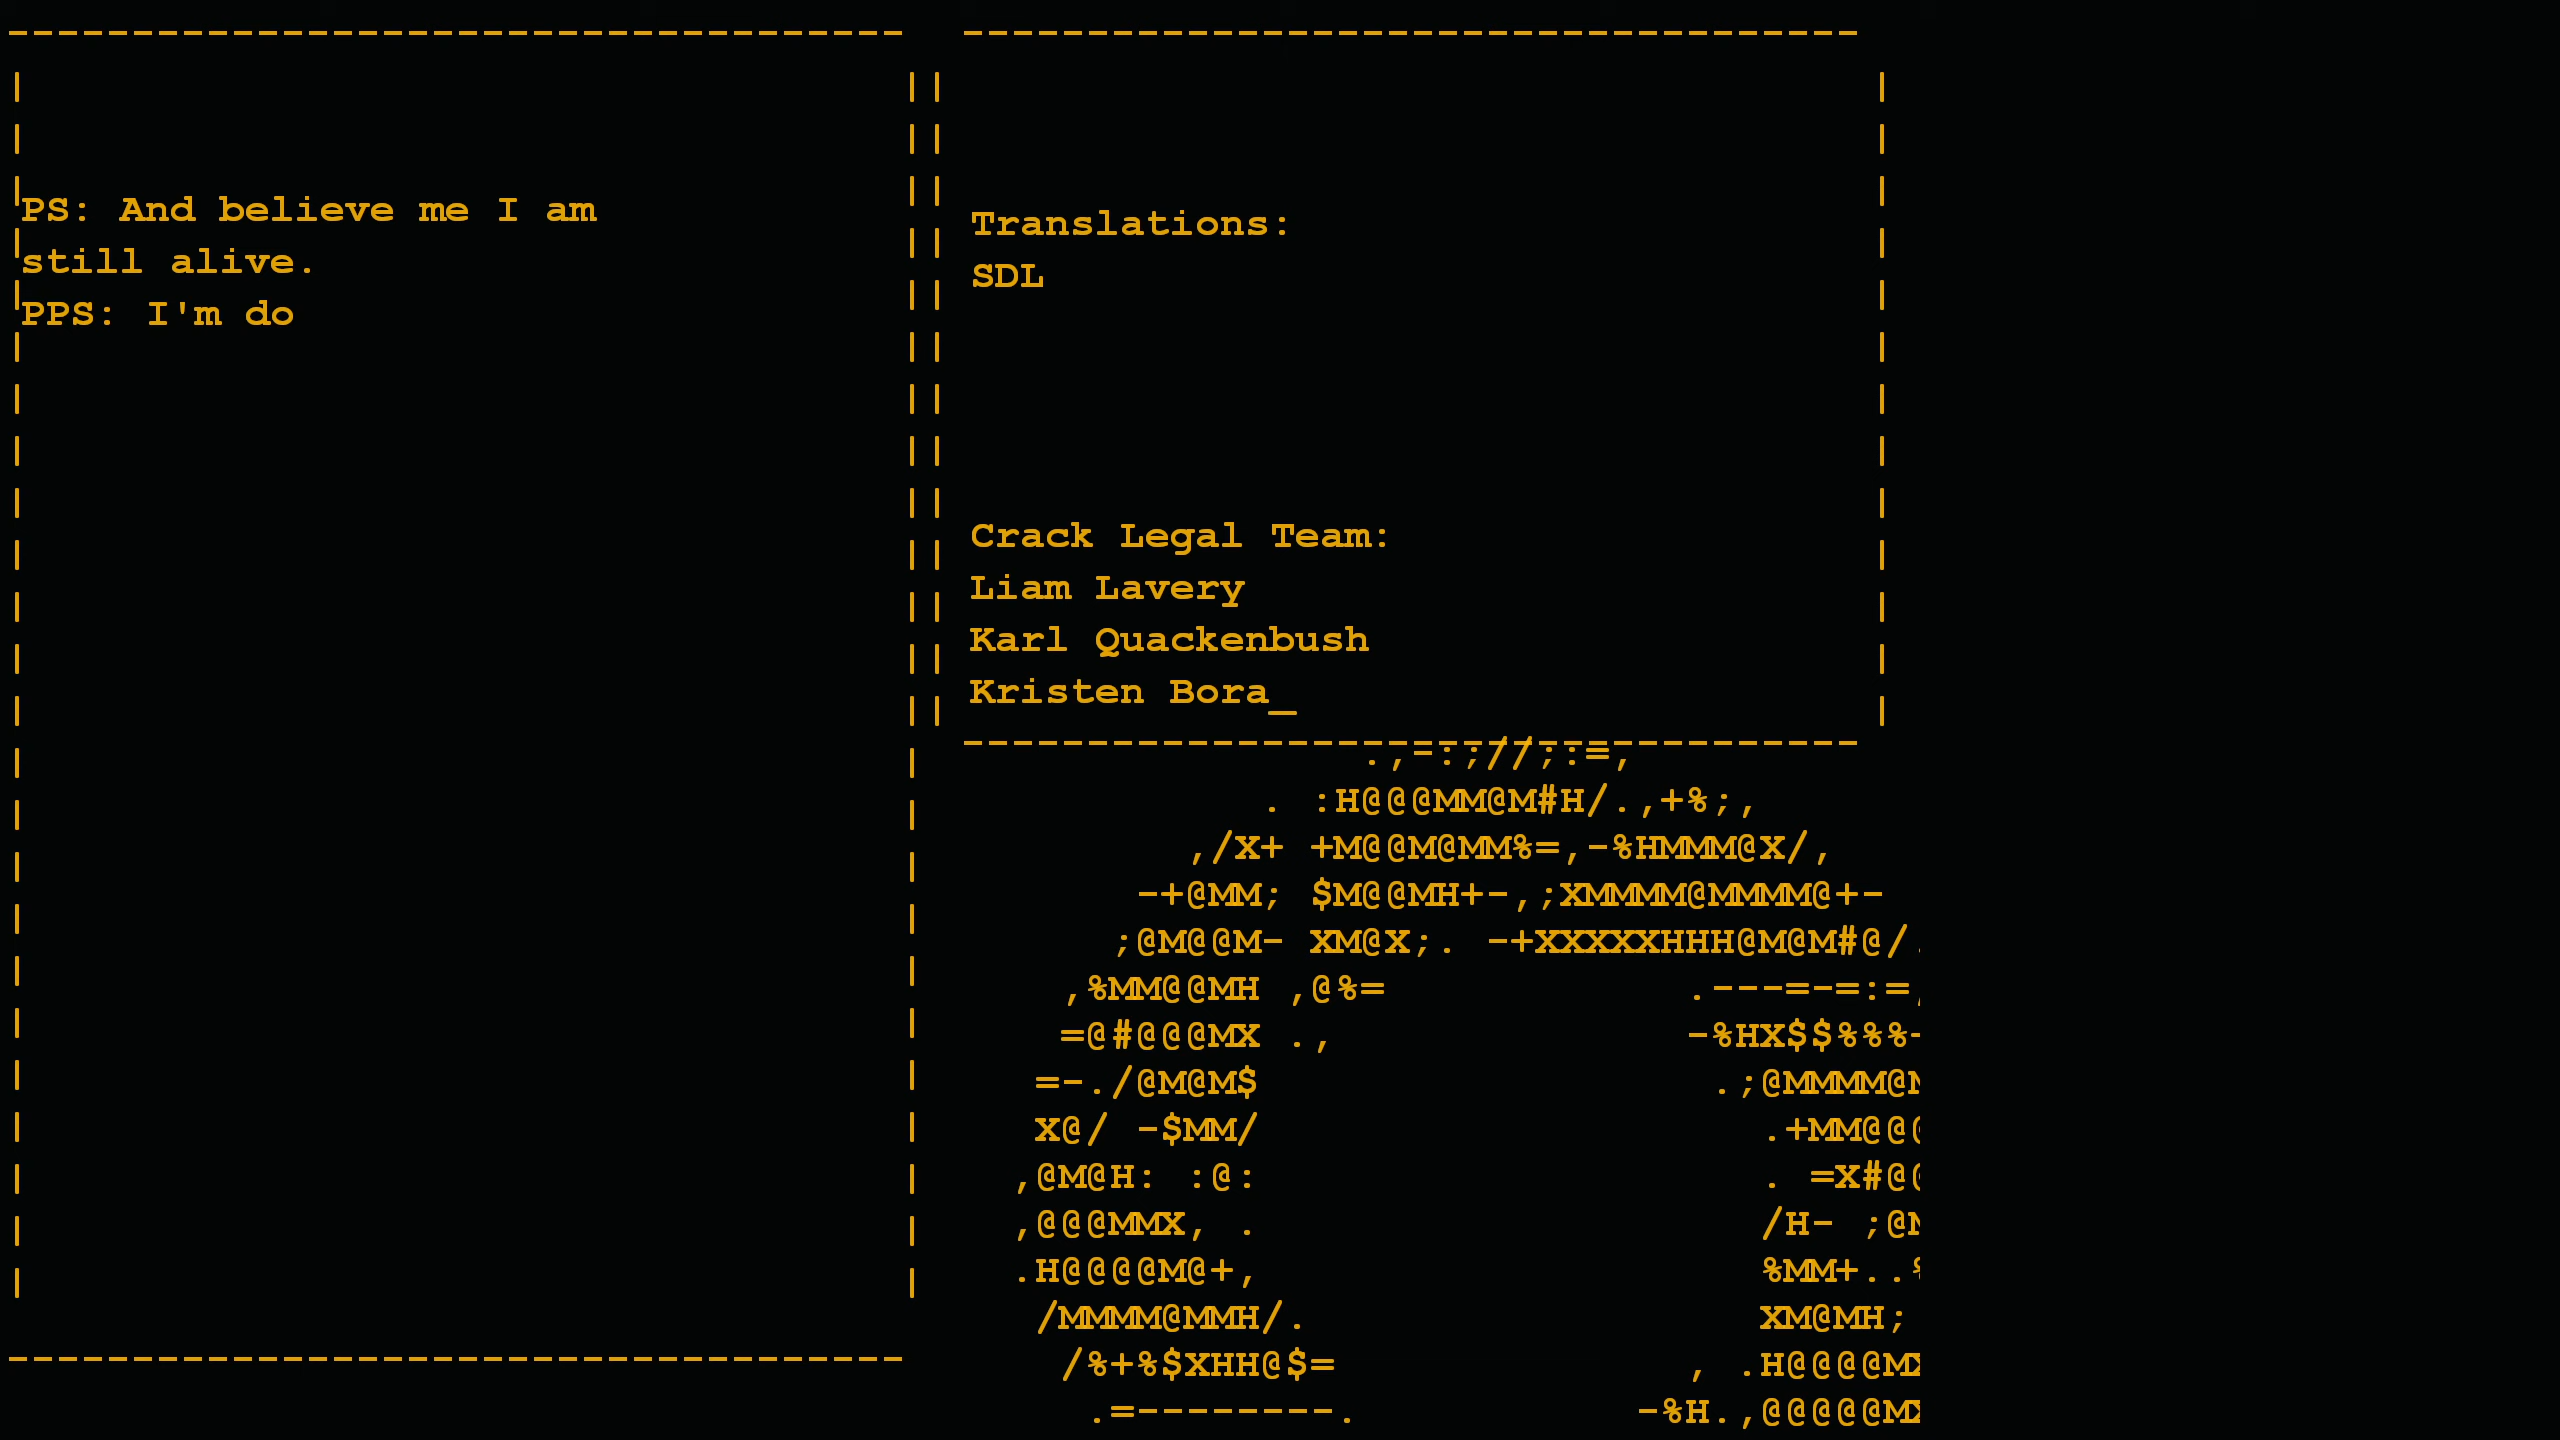 PS: And believe me I am
still alive.
PPS: I'm do
Translations:
SDL
Crack Legal Team:
Liam Lavery
Karl Quackenbush
Kristen Bora_